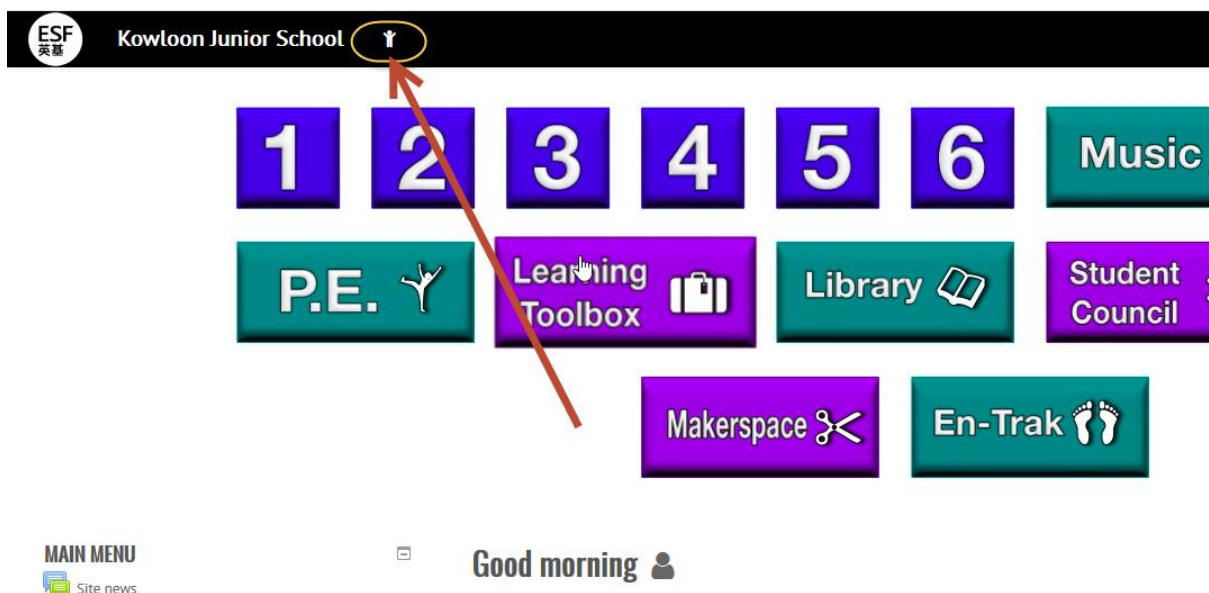 ESF
英基
Kowloon Junior School
1 2 3 4 5 6 Music
P.E. Learning Toolbox Library Student Council
Makerspace En-Trak
MAIN MENU
Good morning
Site news